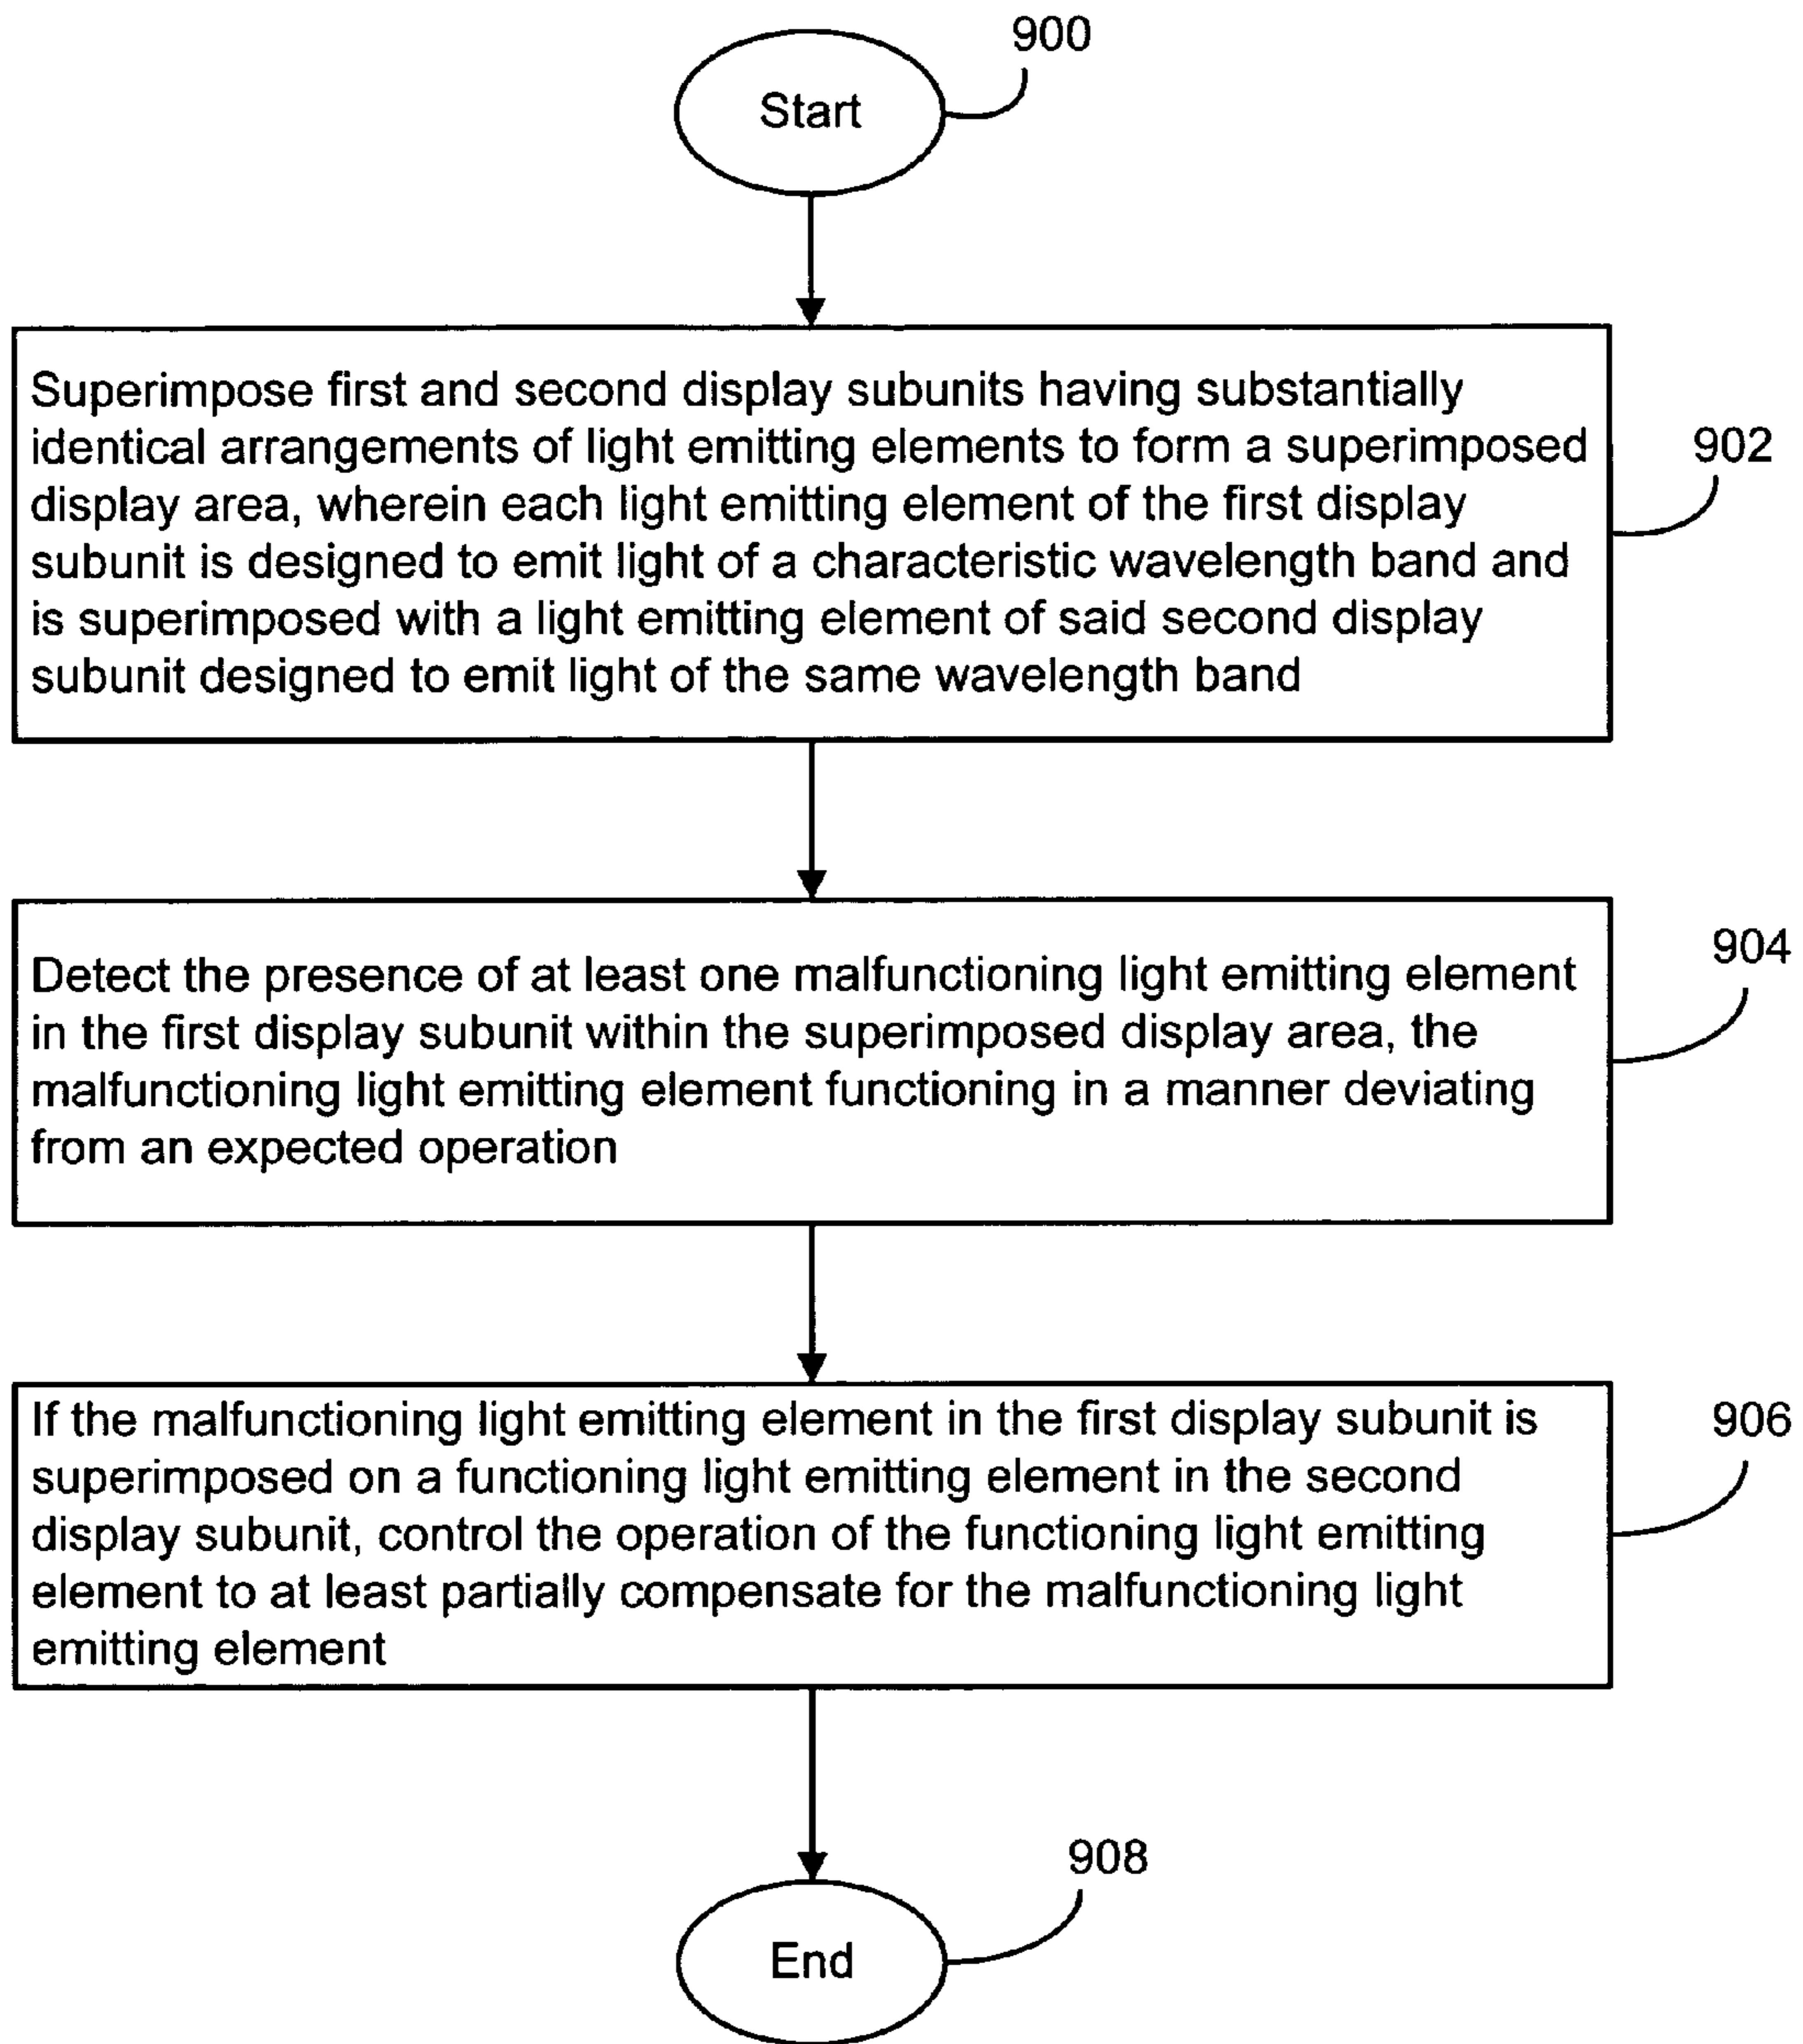 900
Start
Superimpose first and second display subunits having substantially
identical arrangements of light emitting elements to form a superimposed
display area, wherein each light emitting element of the first display
subunit is designed to emit light of a characteristic wavelength band and
is superimposed with a light emitting element of said second display
subunit designed to emit light of the same wavelength band
902
Detect the presence of at least one malfunctioning light emitting element
in the first display subunit within the superimposed display area, the
malfunctioning light emitting element functioning in a manner deviating
from an expected operation
904
If the malfunctioning light emitting element in the first display subunit is
superimposed on a functioning light emitting element in the second
display subunit, control the operation of the functioning light emitting
element to at least partially compensate for the malfunctioning light
emitting element
906
908
End